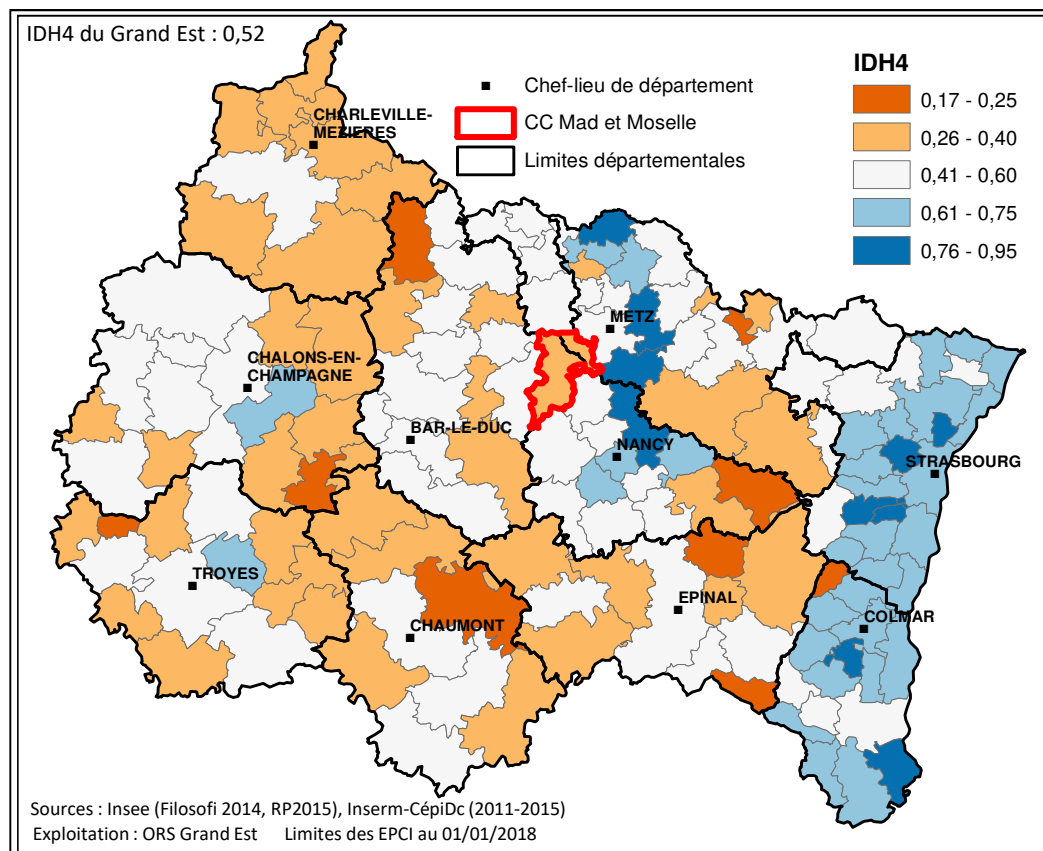 IDH4 du Grand Est : 0,52
IDH4
Chef-lieu de département
CC Mad et Moselle
Limites départementales
0,17 - 0,25
0,26 - 0,40
0,41 - 0,60
0,61 - 0,75
0,76 - 0,95
CHARLEVILLE-
MEZIERES
METZ
CHALONS-EN-
CHAMPAGNE
BAR-LE-DUC
NANCY
STRASBOURG
TROYES
EPINAL
CHAUMONT
COLMAR
Sources : Insee (Filosofi 2014, RP2015), Inserm-CépiDc (2011-2015)
Exploitation : ORS Grand Est Limites des EPCI au 01/01/2018